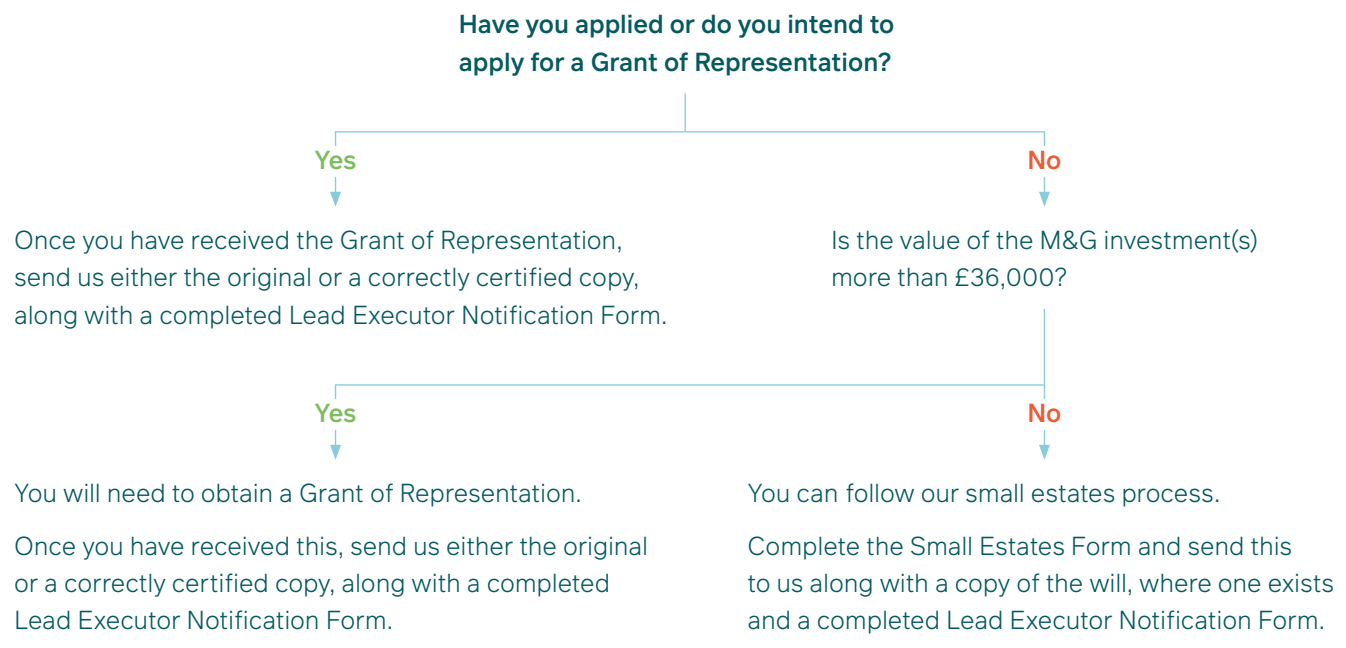 Have you applied or do you intend to
apply for a Grant of Representation?
Yes
No
Once you have received the Grant of Representation,
send us either the original or a correctly certified copy,
along with a completed Lead Executor Notification Form.
Is the value of the M&G investment(s)
more than £36,000?
Yes
No
You will need to obtain a Grant of Representation.
Once you have received this, send us either the original
or a correctly certified copy, along with a completed
Lead Executor Notification Form.
You can follow our small estates process.
Complete the Small Estates Form and send this
to us along with a copy of the will, where one exists
and a completed Lead Executor Notification Form.